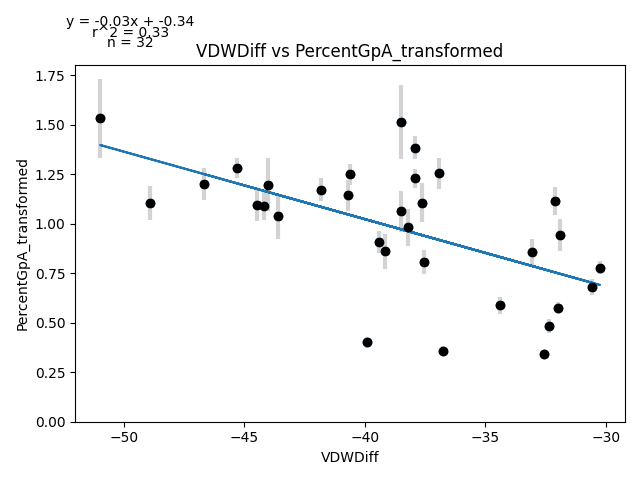 y = -0.03x + -0.34
r^2 = 0.33
n = 32
VDWDiff vs PercentGpA_transformed
PercentGpA_transformed
1.75
1.50
1.25
1.00
0.75
0.50
0.25
0.00
−50
−45
−40
−35
−30
VDWDiff